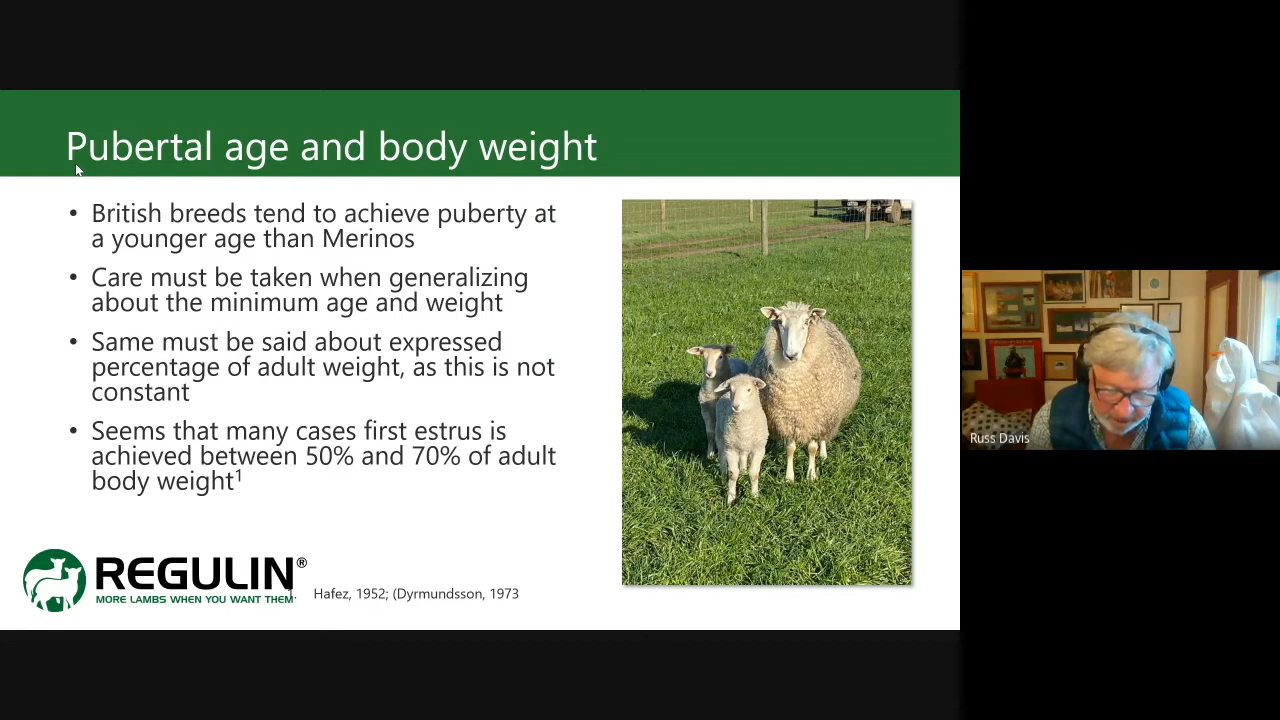 Pubertal age and body weight
• British breeds tend to achieve puberty at
a younger age than Merinos
• Care must be taken when generalizing
about the minimum age and weight
• Same must be said about expressed
percentage of adult weight, as this is not
constant
• Seems that many cases first estrus is
achieved between 50% and 70% of adult
body weight¹
REGULIN®
MORE LAMBS WHEN YOU WANT THEM
1. Hafez, 1952; (Dyrmundsson, 1973
Russ Davis